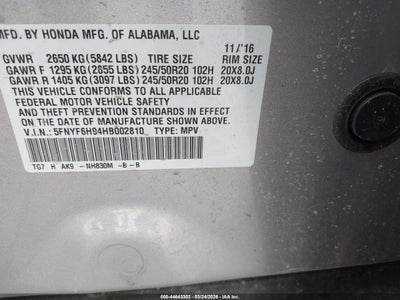 MFD. BY HONDA MFG. OF ALABAMA, LLC 11/'16
GVWR 2650 KG(5842 LBS) TIRE SIZE RIM SIZE
GAWR F 1295 KG(2855 LBS) 245/50R20 102H 20X8.0J
GAWR R 1405 KG(3097 LBS) 245/50R20 102H 20X8.0J
THIS VEHICLE CONFORMS TO ALL APPLICABLE
FEDERAL MOTOR VEHICLE SAFETY, BUMPER,
AND THEFT PREVENTION STANDARDS IN EFFECT
ON THE DATE OF MANUFACTURE SHOWN ABOVE.
V.I.N.: 5FNYF6H94HB002810 TYPE: MPV
TG7 H AK9 -NH830M -B-B
000-44643302 - 03/24/2026 - IAA Inc.